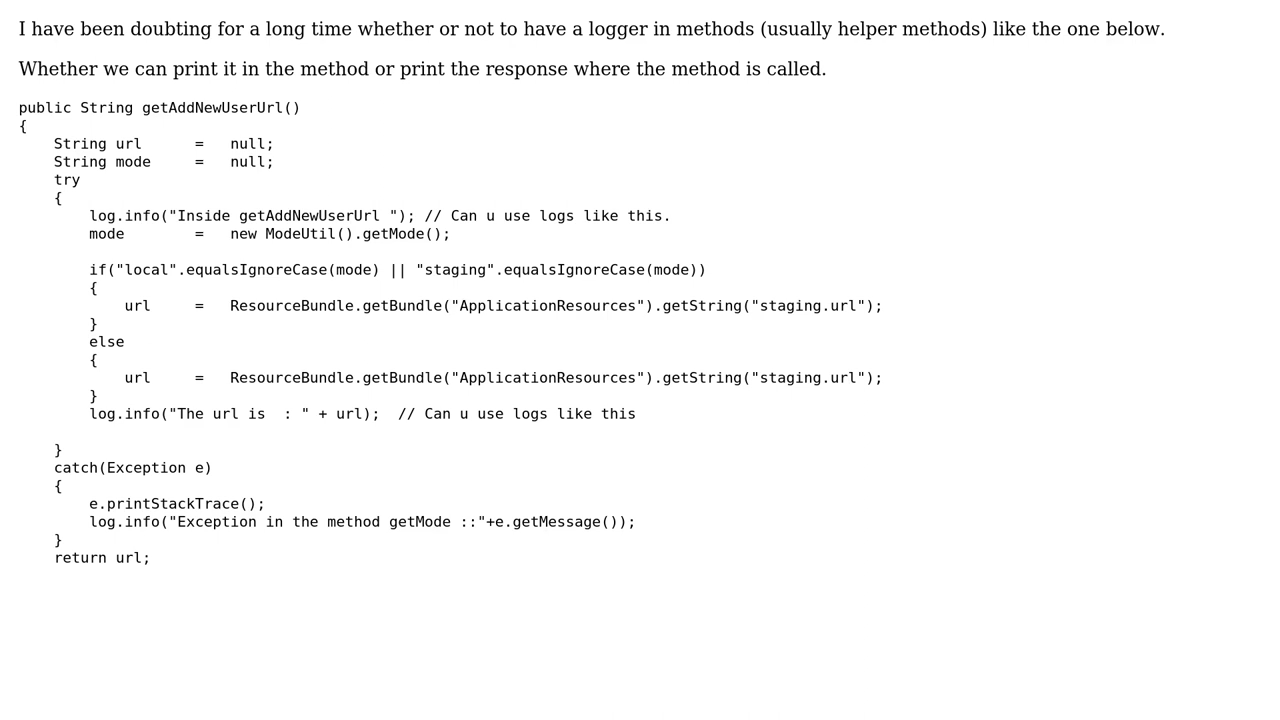 I have been doubting for a long time whether or not to have a logger in methods (usually helper methods) like the one below.
Whether we can print it in the method or print the response where the method is called.
public String getAddNewUserUrl()
{
    String url      =   null;
    String mode     =   null;
    try
    {
        log.info("Inside getAddNewUserUrl "); // Can u use logs like this.
        mode        =   new ModeUtil().getMode();

        if("local".equalsIgnoreCase(mode) || "staging".equalsIgnoreCase(mode))
        {
            url     =   ResourceBundle.getBundle("ApplicationResources").getString("staging.url");
        }
        else
        {
            url     =   ResourceBundle.getBundle("ApplicationResources").getString("staging.url");
        }
        log.info("The url is  : " + url);  // Can u use logs like this

    }
    catch(Exception e)
    {
        e.printStackTrace();
        log.info("Exception in the method getMode ::"+e.getMessage());
    }
    return url;